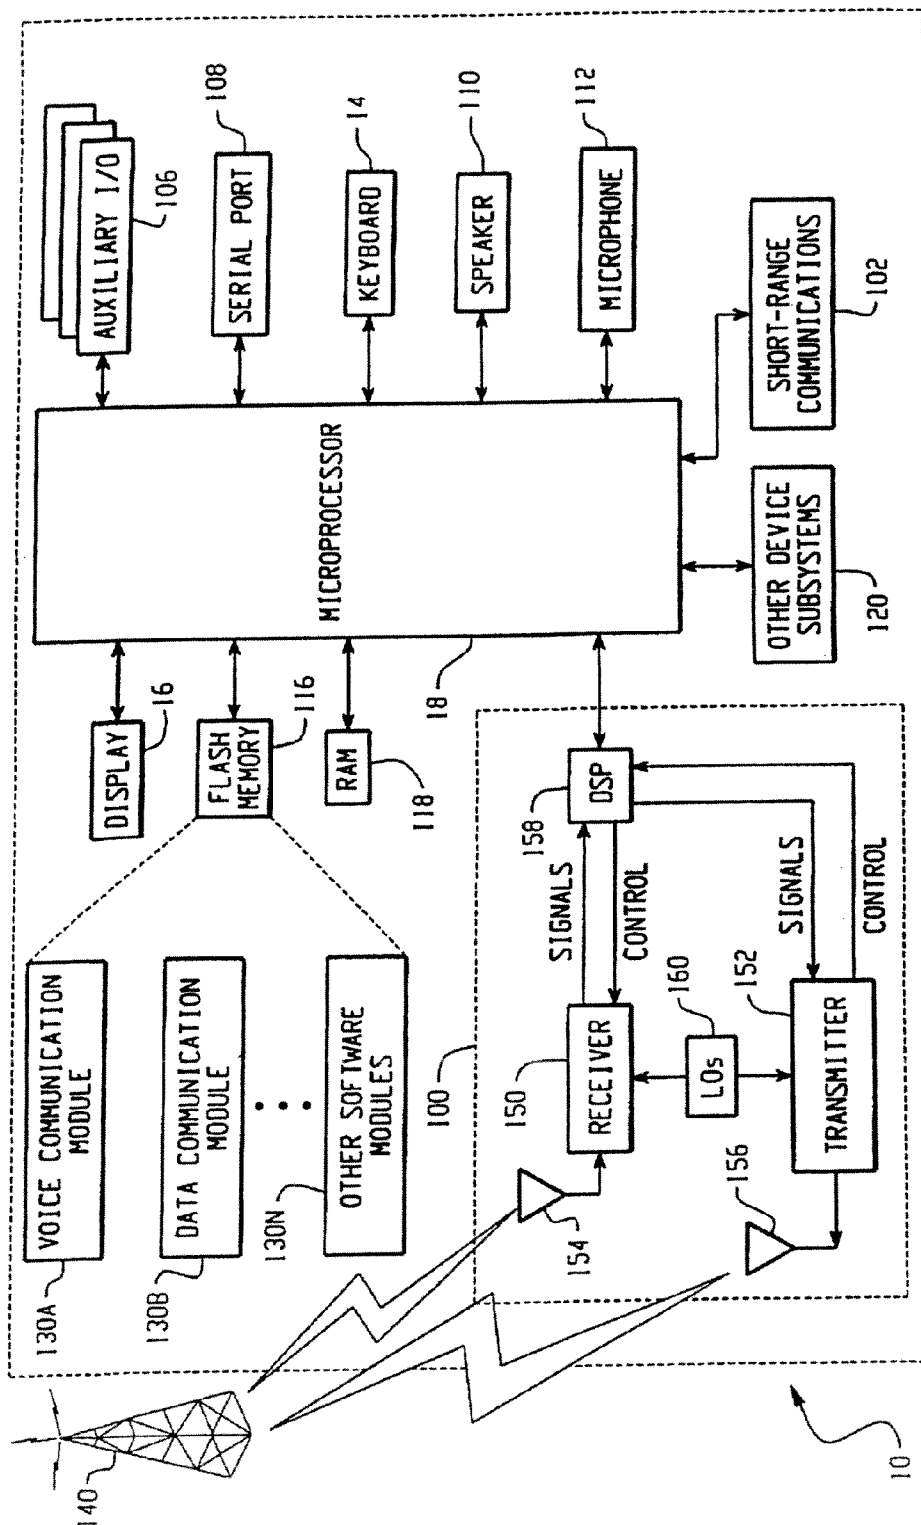 140
130A
VOICE COMMUNICATION
MODULE
130B
DATA COMMUNICATION
MODULE
130N
OTHER SOFTWARE
MODULES
DISPLAY
16
FLASH
MEMORY
116
RAM
118
18
MICROPROCESSOR
AUXILIARY I/O
106
SERIAL PORT
108
KEYBOARD
14
SPEAKER
110
MICROPHONE
112
100
154
150
RECEIVER
SIGNALS
CONTROL
158
DSP
160
LOs
156
152
TRANSMITTER
SIGNALS
CONTROL
OTHER DEVICE
SUBSYSTEMS
120
SHORT-RANGE
COMMUNICATIONS
102
10